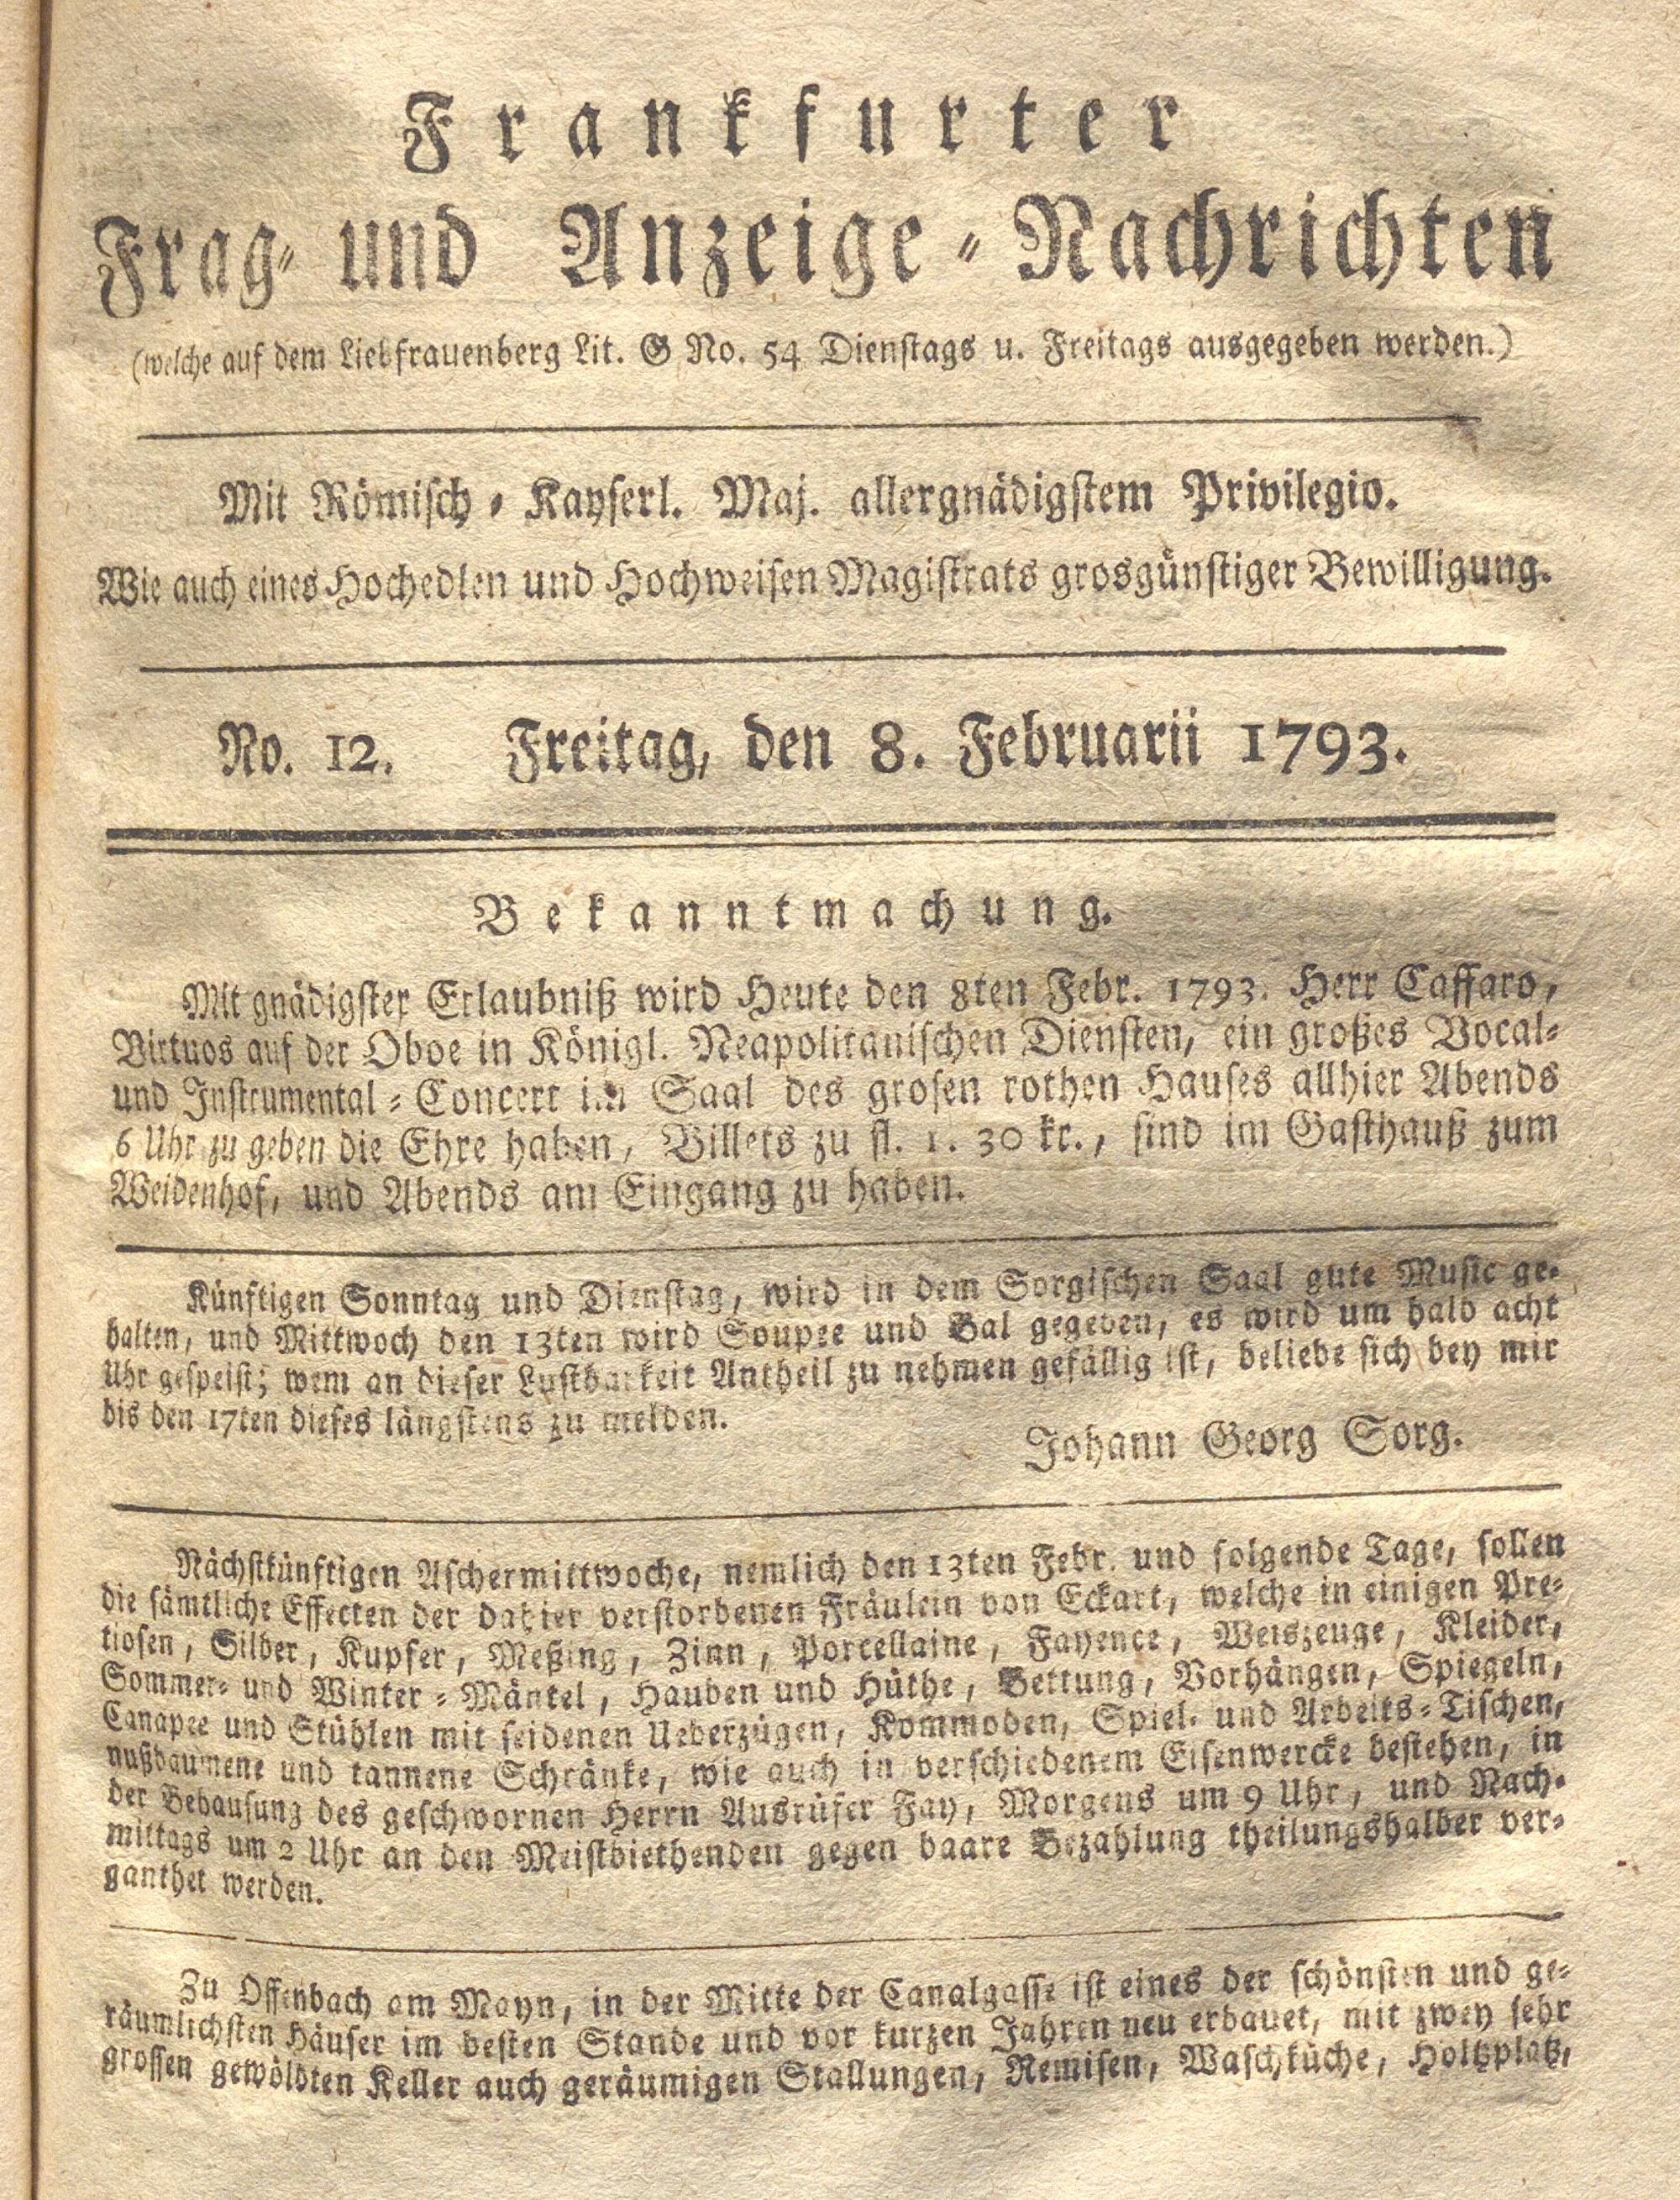 Frankfurter
Frag- und Anzeige-Nachrichten
(welche auf dem Liebfrauenberg Lit. G No. 54 Dienstags u. Freitags ausgegeben werden.)
Mit Römisch-Kayserl. Maj. allergnädigstem Privilegio.
Wie auch eines Hochedlen und Hochweisen Magistrats grosgünstiger Bewilligung.
No. 12. Freitag, den 8. Februarii 1793.
Bekanntmachung.
Mit gnädigster Erlaubniß wird Heute den 8ten Febr. 1793. Herr Caffaro,
Virtuos auf der Oboe in Königl. Neapolitanischen Diensten, ein großes Vocal-
und Instrumental-Concert im Saal des grosen rothen Hauses allhier Abends
6 Uhr zu geben die Ehre haben, Billets zu fl. 1. 30 kr., sind im Gasthauß zum
Weidenhof, und Abends am Eingang zu haben.
Künftigen Sonntag und Dienstag, wird in dem Sorgischen Saal gute Music ge-
halten, und Mittwoch den 13ten wird Soupee und Bal gegeben, es wird um halb acht
Uhr gespeist; wem an dieser Lustbarkeit Antheil zu nehmen gefällig ist, beliebe sich bey mir
bis den 17ten dieses längstens zu melden.
Johann Georg Sorg.
Nächstkünftigen Aschermittwoche, nemlich den 13ten Febr. und folgende Tage, sollen
die sämtliche Effecten der dahier verstorbenen Fräulein von Eckart, welche in einigen Pre-
tiosen, Silber, Kupfer, Meßing, Zinn, Porcellaine, Fayence, Weiszeuge, Kleider,
Sommer- und Winter-Mäntel, Hauben und Hüthe, Bettung, Vorhängen, Spiegeln,
Canapee und Stühlen mit seidenen Ueberzügen, Kommoden, Spiel- und Arbeits-Tischen,
nußbaumene und tannene Schränke, wie auch in verschiedenem Eisenwercke bestehen, in
der Behausung des geschwornen Herrn Ausrüfer Fay, Morgens um 9 Uhr, und Nach-
mittags um 2 Uhr an den Meistbiethenden gegen baare Bezahlung theilungshalber ver-
ganthet werden.
Zu Offenbach am Mayn, in der Mitte der Canalgasse ist eines der schönsten und ge-
räumlichsten Häuser im besten Stande und vor kurzen Jahren neu erbauet, mit zwey sehr
grossen gewölbten Keller auch geräumigen Stallungen, Remisen, Waschküche, Holtzplatz,